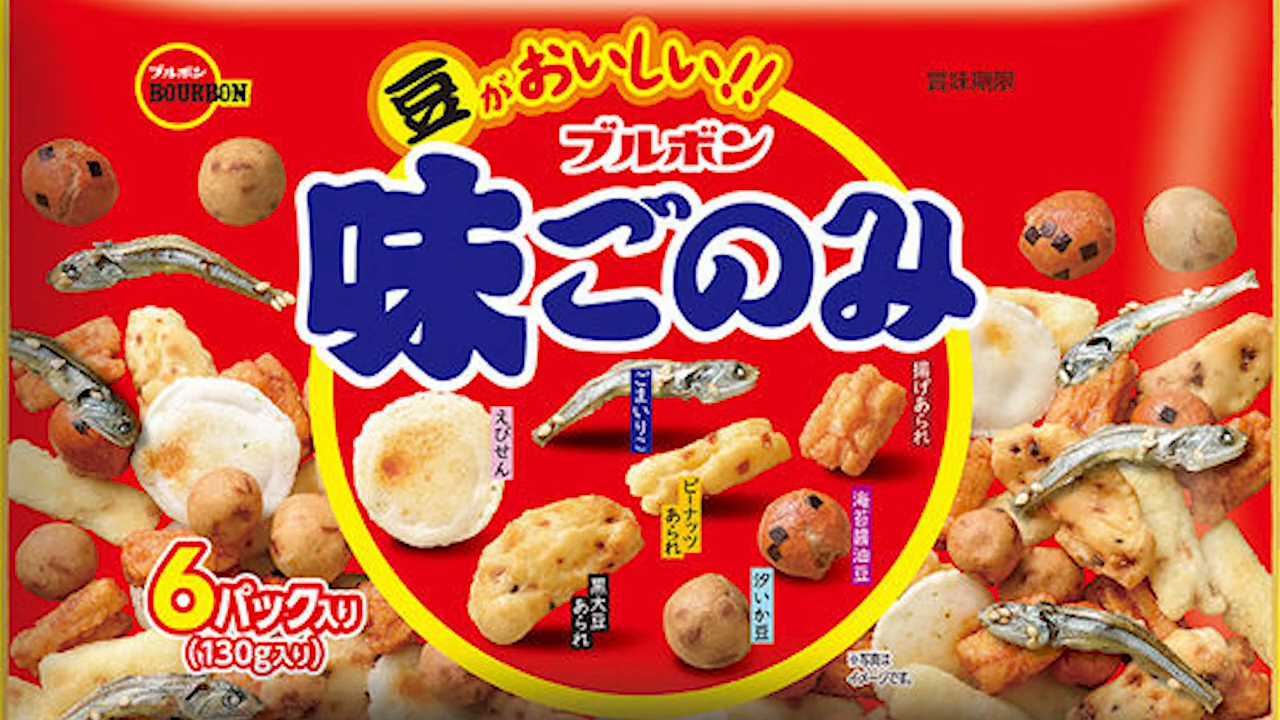 ブルボン
BOURBON
豆がおいしい!!
賞味期限
ブルボン
味ごのみ
ごまいりこ
揚げあられ
えびせん
ピーナッツ
あられ
海苔醤油豆
汐いか豆
黒大豆
あられ
6パック入り
(130g入り)
※写真は
イメージです。